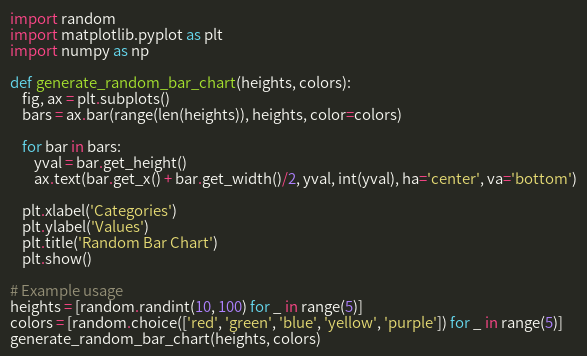 import random
import matplotlib.pyplot as plt
import numpy as np

def generate_random_bar_chart(heights, colors):
    fig, ax = plt.subplots()
    bars = ax.bar(range(len(heights)), heights, color=colors)

    for bar in bars:
        yval = bar.get_height()
        ax.text(bar.get_x() + bar.get_width()/2, yval, int(yval), ha='center', va='bottom')

    plt.xlabel('Categories')
    plt.ylabel('Values')
    plt.title('Random Bar Chart')
    plt.show()

# Example usage
heights = [random.randint(10, 100) for _ in range(5)]
colors = [random.choice(['red', 'green', 'blue', 'yellow', 'purple']) for _ in range(5)]
generate_random_bar_chart(heights, colors)